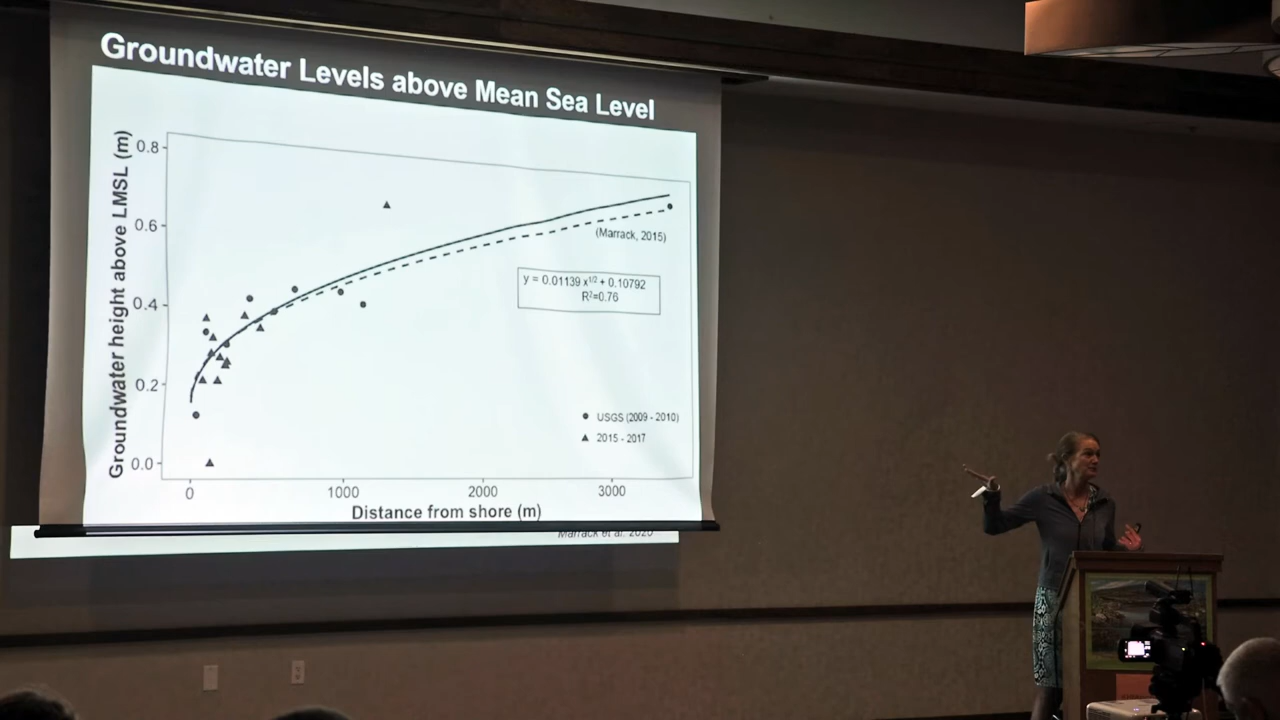 Groundwater Levels above Mean Sea Level
Groundwater height above LMSL (m)
0.8
0.6
0.4
0.2
0.0
(Marrack, 2015)
y = 0.01139 x^1/2 + 0.10792
R²=0.76
USGS (2009 - 2010)
2015 - 2017
0 1000 2000 3000
Distance from shore (m)
Marrack et al. 2020